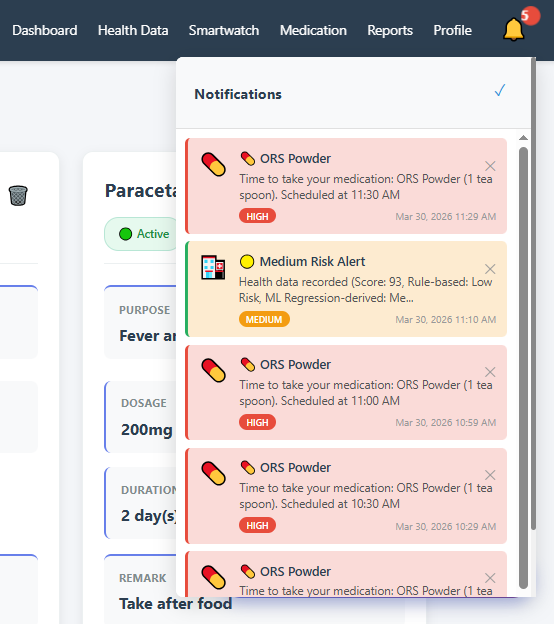 Dashboard Health Data Smartwatch Medication Reports Profile 5
Notifications ✓
Paraceta
Active
PURPOSE
Fever an
DOSAGE
200mg
DURATION
2 day(s)
REMARK
Take after food
ORS Powder
Time to take your medication: ORS Powder (1 tea
spoon). Scheduled at 11:30 AM
HIGH Mar 30, 2026 11:29 AM
Medium Risk Alert
Health data recorded (Score: 93, Rule-based: Low
Risk, ML Regression-derived: Me...
MEDIUM Mar 30, 2026 11:10 AM
ORS Powder
Time to take your medication: ORS Powder (1 tea
spoon). Scheduled at 11:00 AM
HIGH Mar 30, 2026 10:59 AM
ORS Powder
Time to take your medication: ORS Powder (1 tea
spoon). Scheduled at 10:30 AM
HIGH Mar 30, 2026 10:29 AM
ORS Powder
Time to take your medication: ORS Powder (1 tea